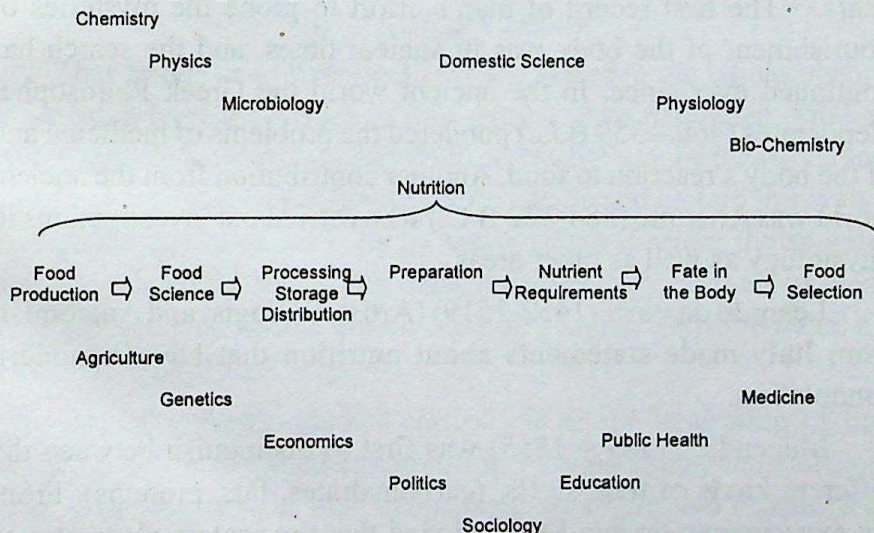 Chemistry
Physics
Domestic Science
Microbiology
Physiology
Bio-Chemistry
Nutrition
Food Production
Food Science
Processing Storage Distribution
Preparation
Nutrient Requirements
Fate in the Body
Food Selection
Agriculture
Genetics
Medicine
Economics
Public Health
Politics
Education
Sociology